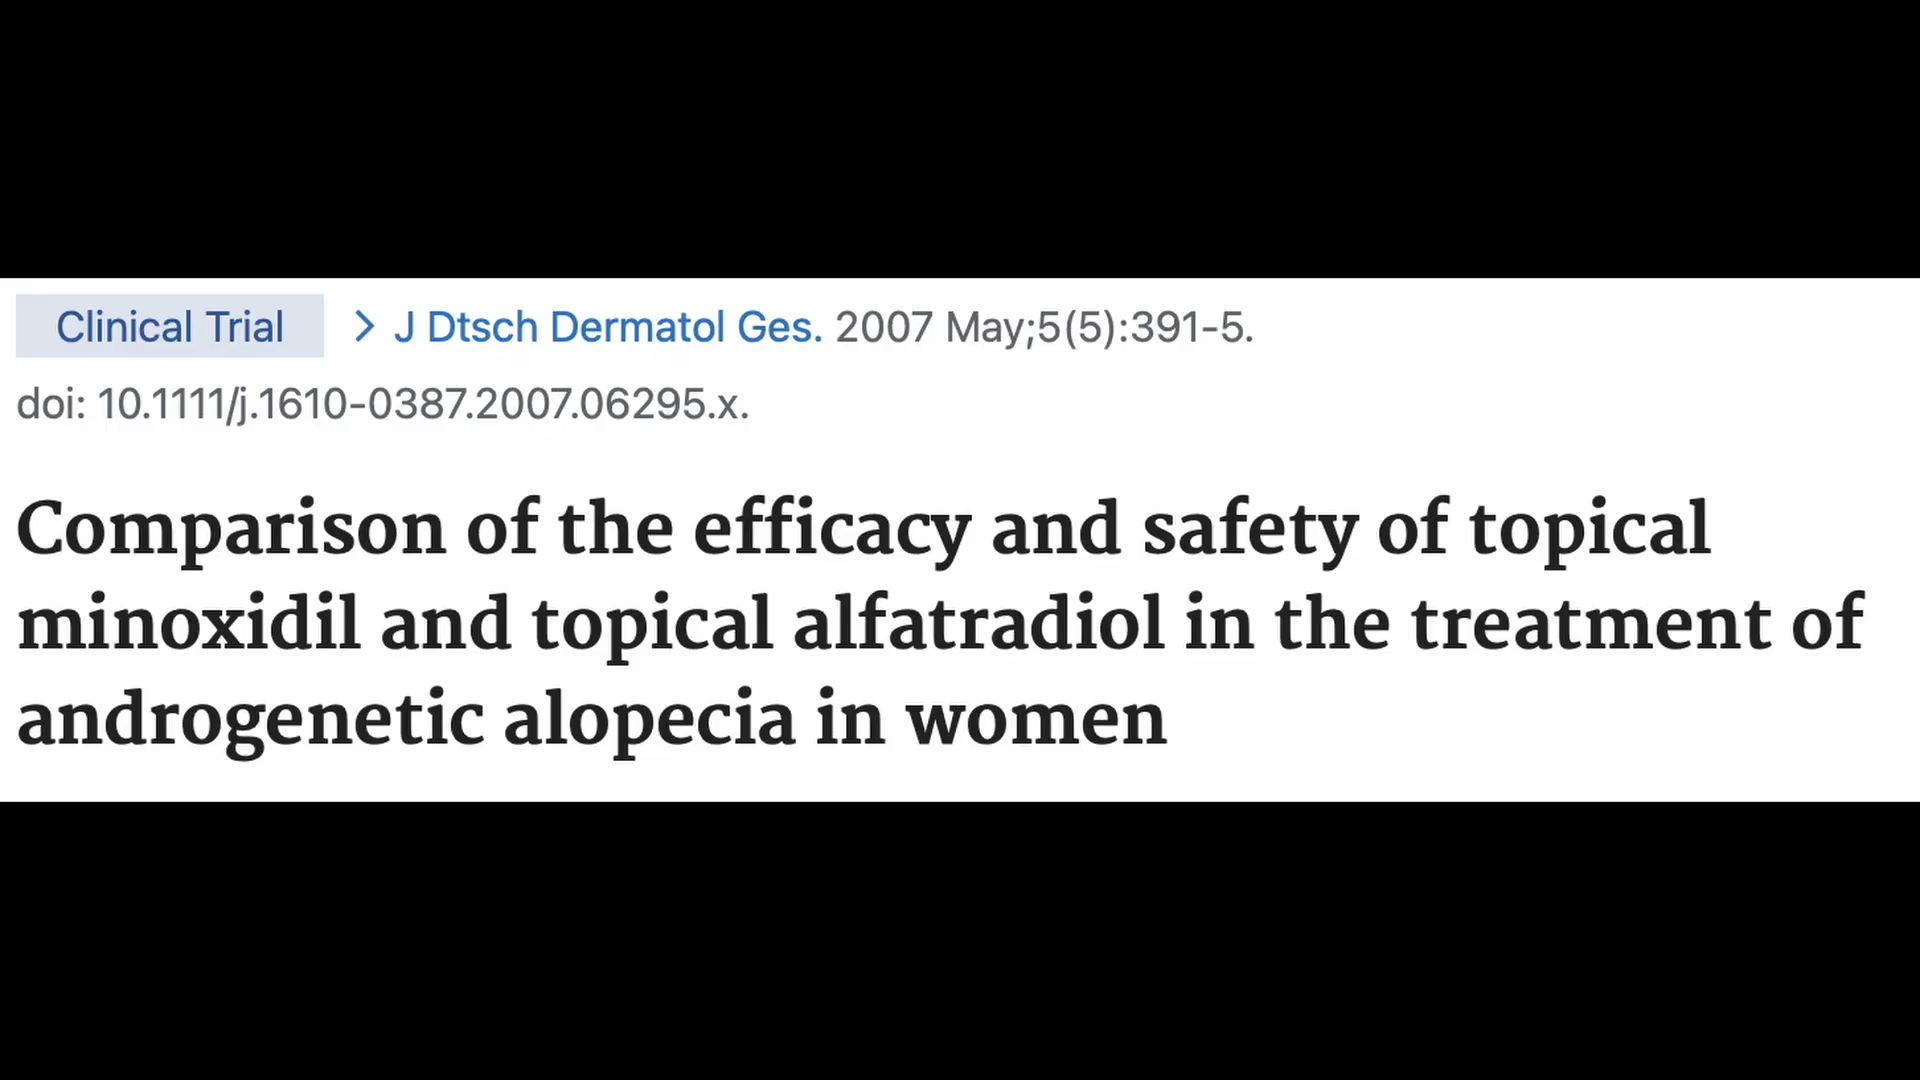 Clinical Trial > J Dtsch Dermatol Ges. 2007 May;5(5):391-5.
doi: 10.1111/j.1610-0387.2007.06295.x.
Comparison of the efficacy and safety of topical
minoxidil and topical alfatradiol in the treatment of
androgenetic alopecia in women